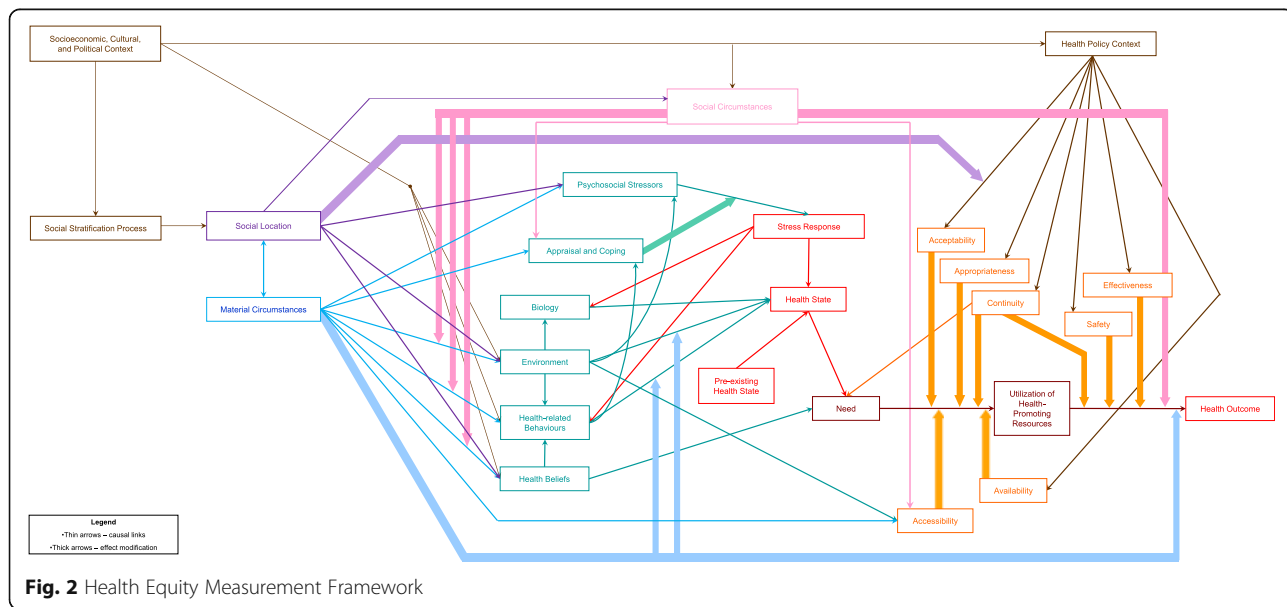 Socioeconomic, Cultural,
and Political Context
Health Policy Context
Social Circumstances
Psychosocial Stressors
Social Stratification Process
Social Location
Stress Response
Acceptability
Appraisal and Coping
Appropriateness
Effectiveness
Material Circumstances
Biology
Health State
Continuity
Safety
Environment
Pre-existing
Health State
Health-related
Behaviours
Need
Utilization of
Health-
Promoting
Resources
Health Outcome
Health Beliefs
Availability
Accessibility
Legend
•Thin arrows – causal links
•Thick arrows – effect modification
Fig. 2 Health Equity Measurement Framework